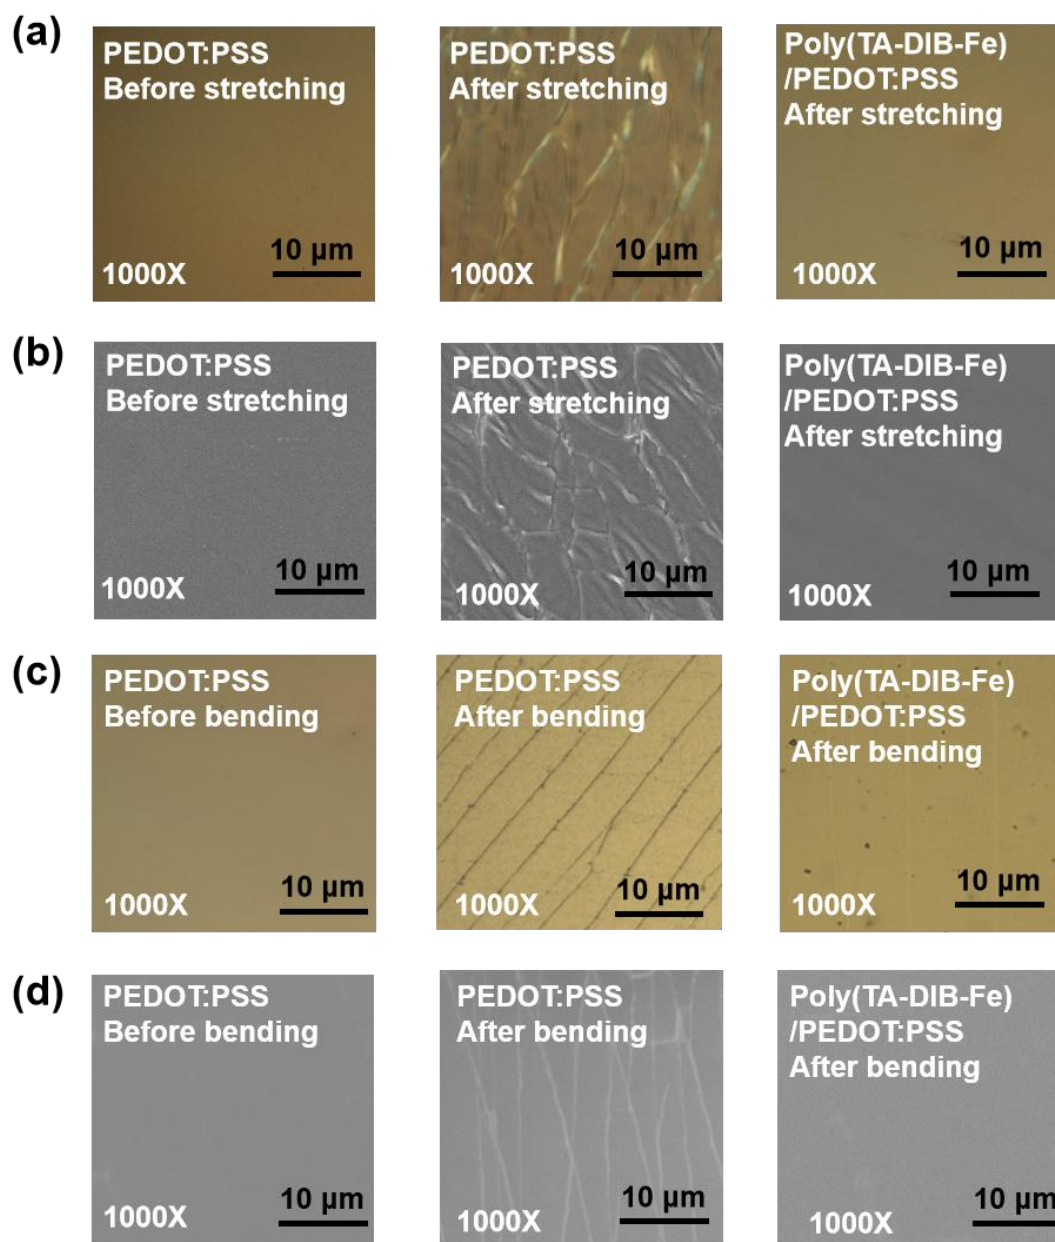 (a)
PEDOT:PSS
Before stretching
10 µm
1000X
PEDOT:PSS
After stretching
10 µm
1000X
Poly(TA-DIB-Fe)
/PEDOT:PSS
After stretching
10 µm
1000X
(b)
PEDOT:PSS
Before stretching
10 µm
1000X
PEDOT:PSS
After stretching
10 µm
1000X
Poly(TA-DIB-Fe)
/PEDOT:PSS
After stretching
10 µm
1000X
(c)
PEDOT:PSS
Before bending
10 µm
1000X
PEDOT:PSS
After bending
10 µm
1000X
Poly(TA-DIB-Fe)
/PEDOT:PSS
After bending
10 µm
1000X
(d)
PEDOT:PSS
Before bending
10 µm
1000X
PEDOT:PSS
After bending
10 µm
1000X
Poly(TA-DIB-Fe)
/PEDOT:PSS
After bending
10 µm
1000X